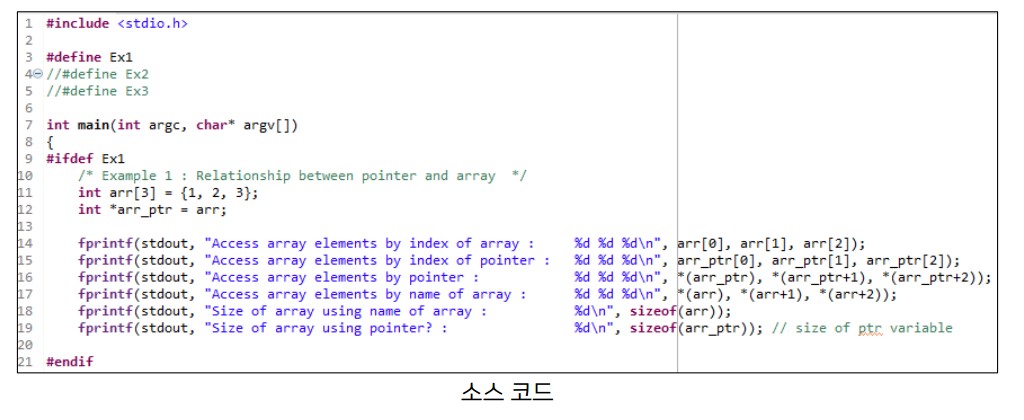 1 #include <stdio.h>
2
3 #define Ex1
4 //#define Ex2
5 //#define Ex3
6
7 int main(int argc, char* argv[])
8 {
9 #ifdef Ex1
10     /* Example 1 : Relationship between pointer and array  */
11     int arr[3] = {1, 2, 3};
12     int *arr_ptr = arr;
13
14     fprintf(stdout, "Access array elements by index of array :     %d %d %d\n", arr[0], arr[1], arr[2]);
15     fprintf(stdout, "Access array elements by index of pointer :   %d %d %d\n", arr_ptr[0], arr_ptr[1], arr_ptr[2]);
16     fprintf(stdout, "Access array elements by pointer :            %d %d %d\n", *(arr_ptr), *(arr_ptr+1), *(arr_ptr+2));
17     fprintf(stdout, "Access array elements by name of array :      %d %d %d\n", *(arr), *(arr+1), *(arr+2));
18     fprintf(stdout, "Size of array using name of array :           %d\n", sizeof(arr));
19     fprintf(stdout, "Size of array using pointer? :                %d\n", sizeof(arr_ptr)); // size of ptr variable
20
21 #endif
소스 코드